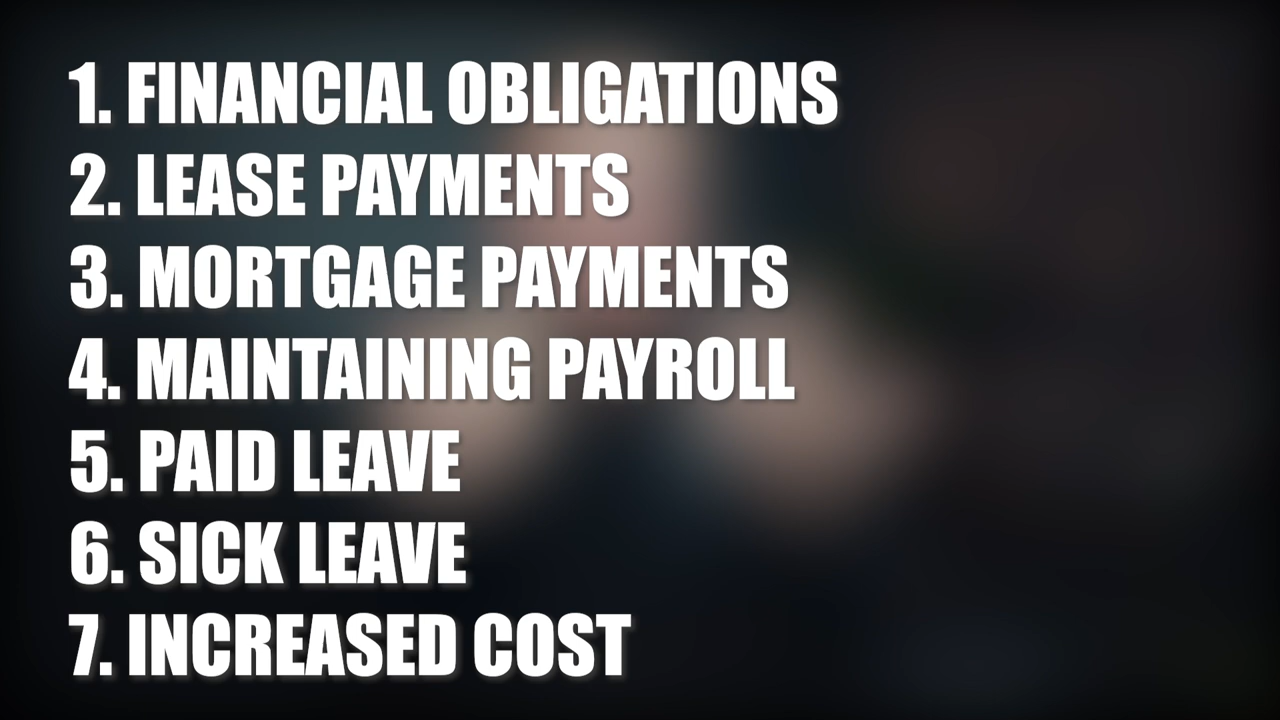 1. FINANCIAL OBLIGATIONS
2. LEASE PAYMENTS
3. MORTGAGE PAYMENTS
4. MAINTAINING PAYROLL
5. PAID LEAVE
6. SICK LEAVE
7. INCREASED COST